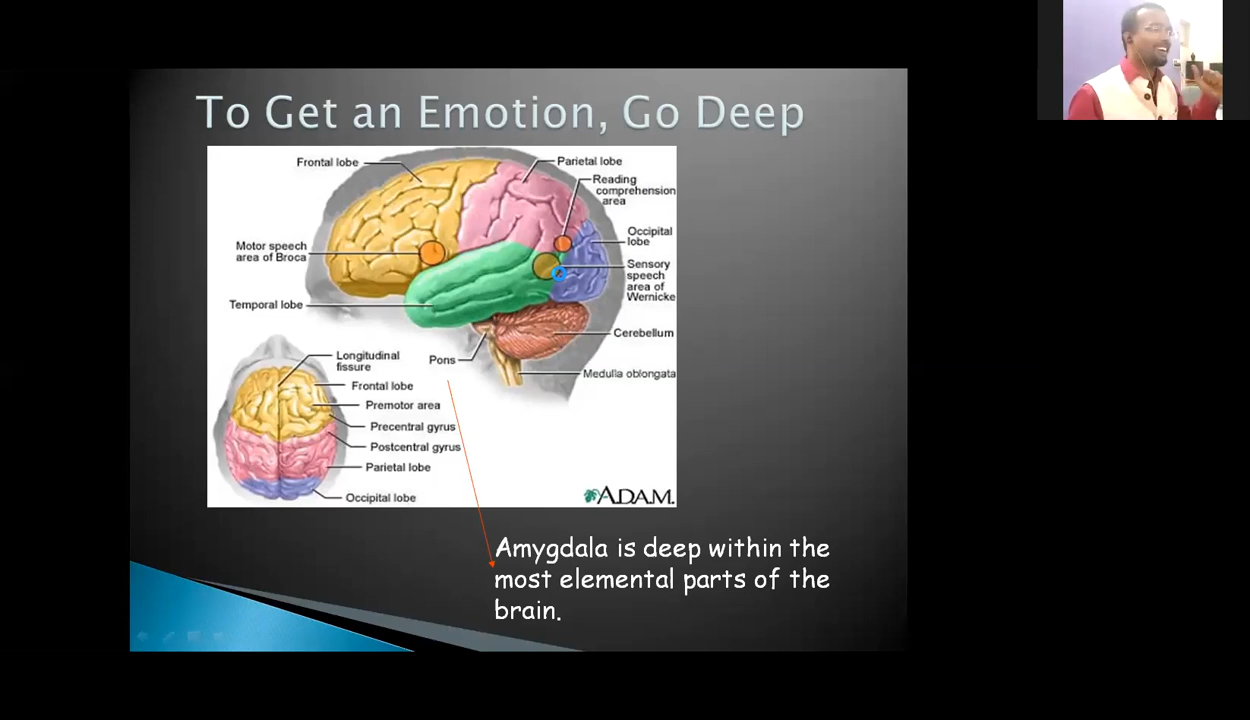 To Get an Emotion, Go Deep
Frontal lobe
Parietal lobe
Reading
comprehension
area
Motor speech
area of Broca
Occipital
lobe
Sensory
speech
area of
Wernicke
Temporal lobe
Cerebellum
Pons
Medulla oblongata
Longitudinal
fissure
Frontal lobe
Premotor area
Precentral gyrus
Postcentral gyrus
Parietal lobe
Occipital lobe
ADAM.
Amygdala is deep within the
most elemental parts of the
brain.